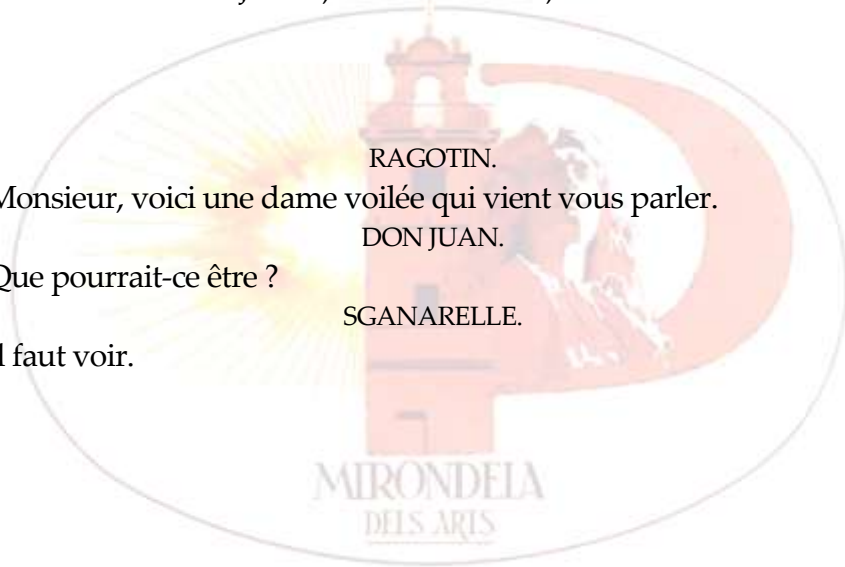 RAGOTIN.
Monsieur, voici une dame voilée qui vient vous parler.
DON JUAN.
Que pourrait-ce être ?
SGANARELLE.
l faut voir.
MIRONDELA
DELS ARTS